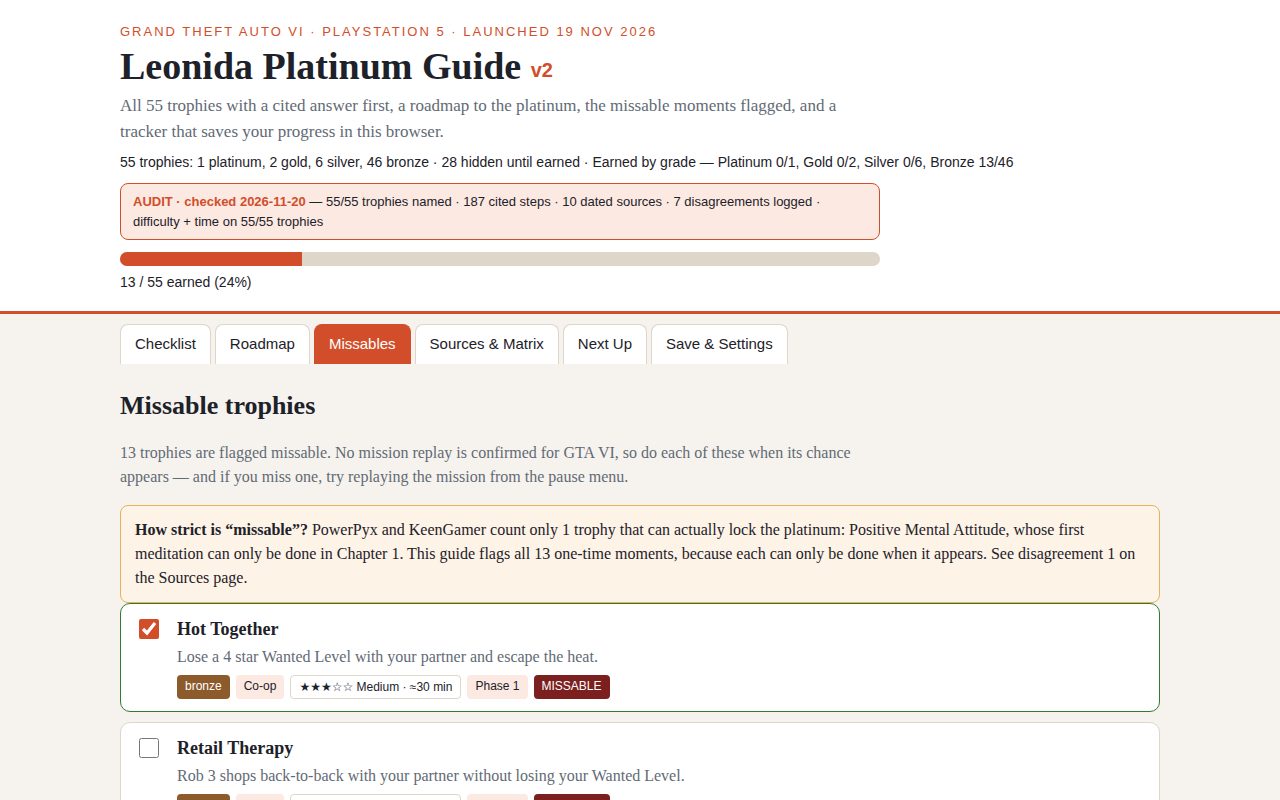 GRAND THEFT AUTO VI · PLAYSTATION 5 · LAUNCHED 19 NOV 2026
Leonida Platinum Guide v2
All 55 trophies with a cited answer first, a roadmap to the platinum, the missable moments flagged, and a
tracker that saves your progress in this browser.
55 trophies: 1 platinum, 2 gold, 6 silver, 46 bronze · 28 hidden until earned · Earned by grade — Platinum 0/1, Gold 0/2, Silver 0/6, Bronze 13/46
AUDIT · checked 2026-11-20 — 55/55 trophies named · 187 cited steps · 10 dated sources · 7 disagreements logged ·
difficulty + time on 55/55 trophies
13 / 55 earned (24%)
Checklist Roadmap Missables Sources & Matrix Next Up Save & Settings
Missable trophies
13 trophies are flagged missable. No mission replay is confirmed for GTA VI, so do each of these when its chance
appears — and if you miss one, try replaying the mission from the pause menu.
How strict is “missable”? PowerPyx and KeenGamer count only 1 trophy that can actually lock the platinum: Positive Mental Attitude, whose first
meditation can only be done in Chapter 1. This guide flags all 13 one-time moments, because each can only be done when it appears. See disagreement 1 on
the Sources page.
Hot Together
Lose a 4 star Wanted Level with your partner and escape the heat.
bronze Co-op ★★★☆☆ Medium · ≈30 min Phase 1 MISSABLE
Retail Therapy
Rob 3 shops back-to-back with your partner without losing your Wanted Level.